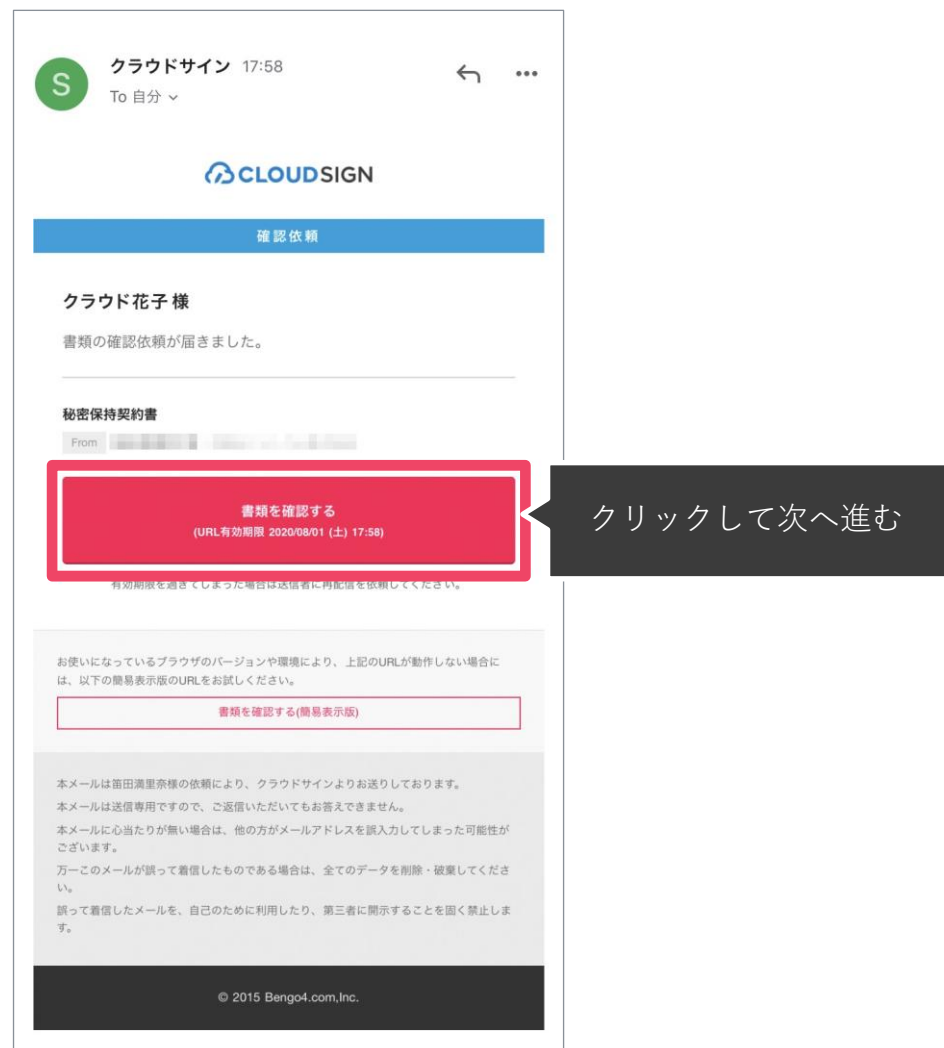 S
クラウドサイン 17:58
To 自分
CLOUDSIGN
確認依頼
クラウド花子 様
書類の確認依頼が届きました。
秘密保持契約書
From
書類を確認する
(URL有効期限 2020/08/01 (土) 17:58)
クリックして次へ進む
有効期限を過ぎてしまった場合は送信者に再配信を依頼してください。
お使いになっているブラウザのバージョンや環境により、上記のURLが動作しない場合に
は、以下の簡易表示版のURLをお試しください。
書類を確認する(簡易表示版)
本メールは笛田満里奈様の依頼により、クラウドサインよりお送りしております。
本メールは送信専用ですので、ご返信いただいてもお答えできません。
本メールに心当たりが無い場合は、他の方がメールアドレスを誤入力してしまった可能性が
ございます。
万一このメールが誤って着信したものである場合は、全てのデータを削除・破棄してくださ
い。
誤って着信したメールを、自己のために利用したり、第三者に開示することを固く禁止しま
す。
© 2015 Bengo4.com,Inc.